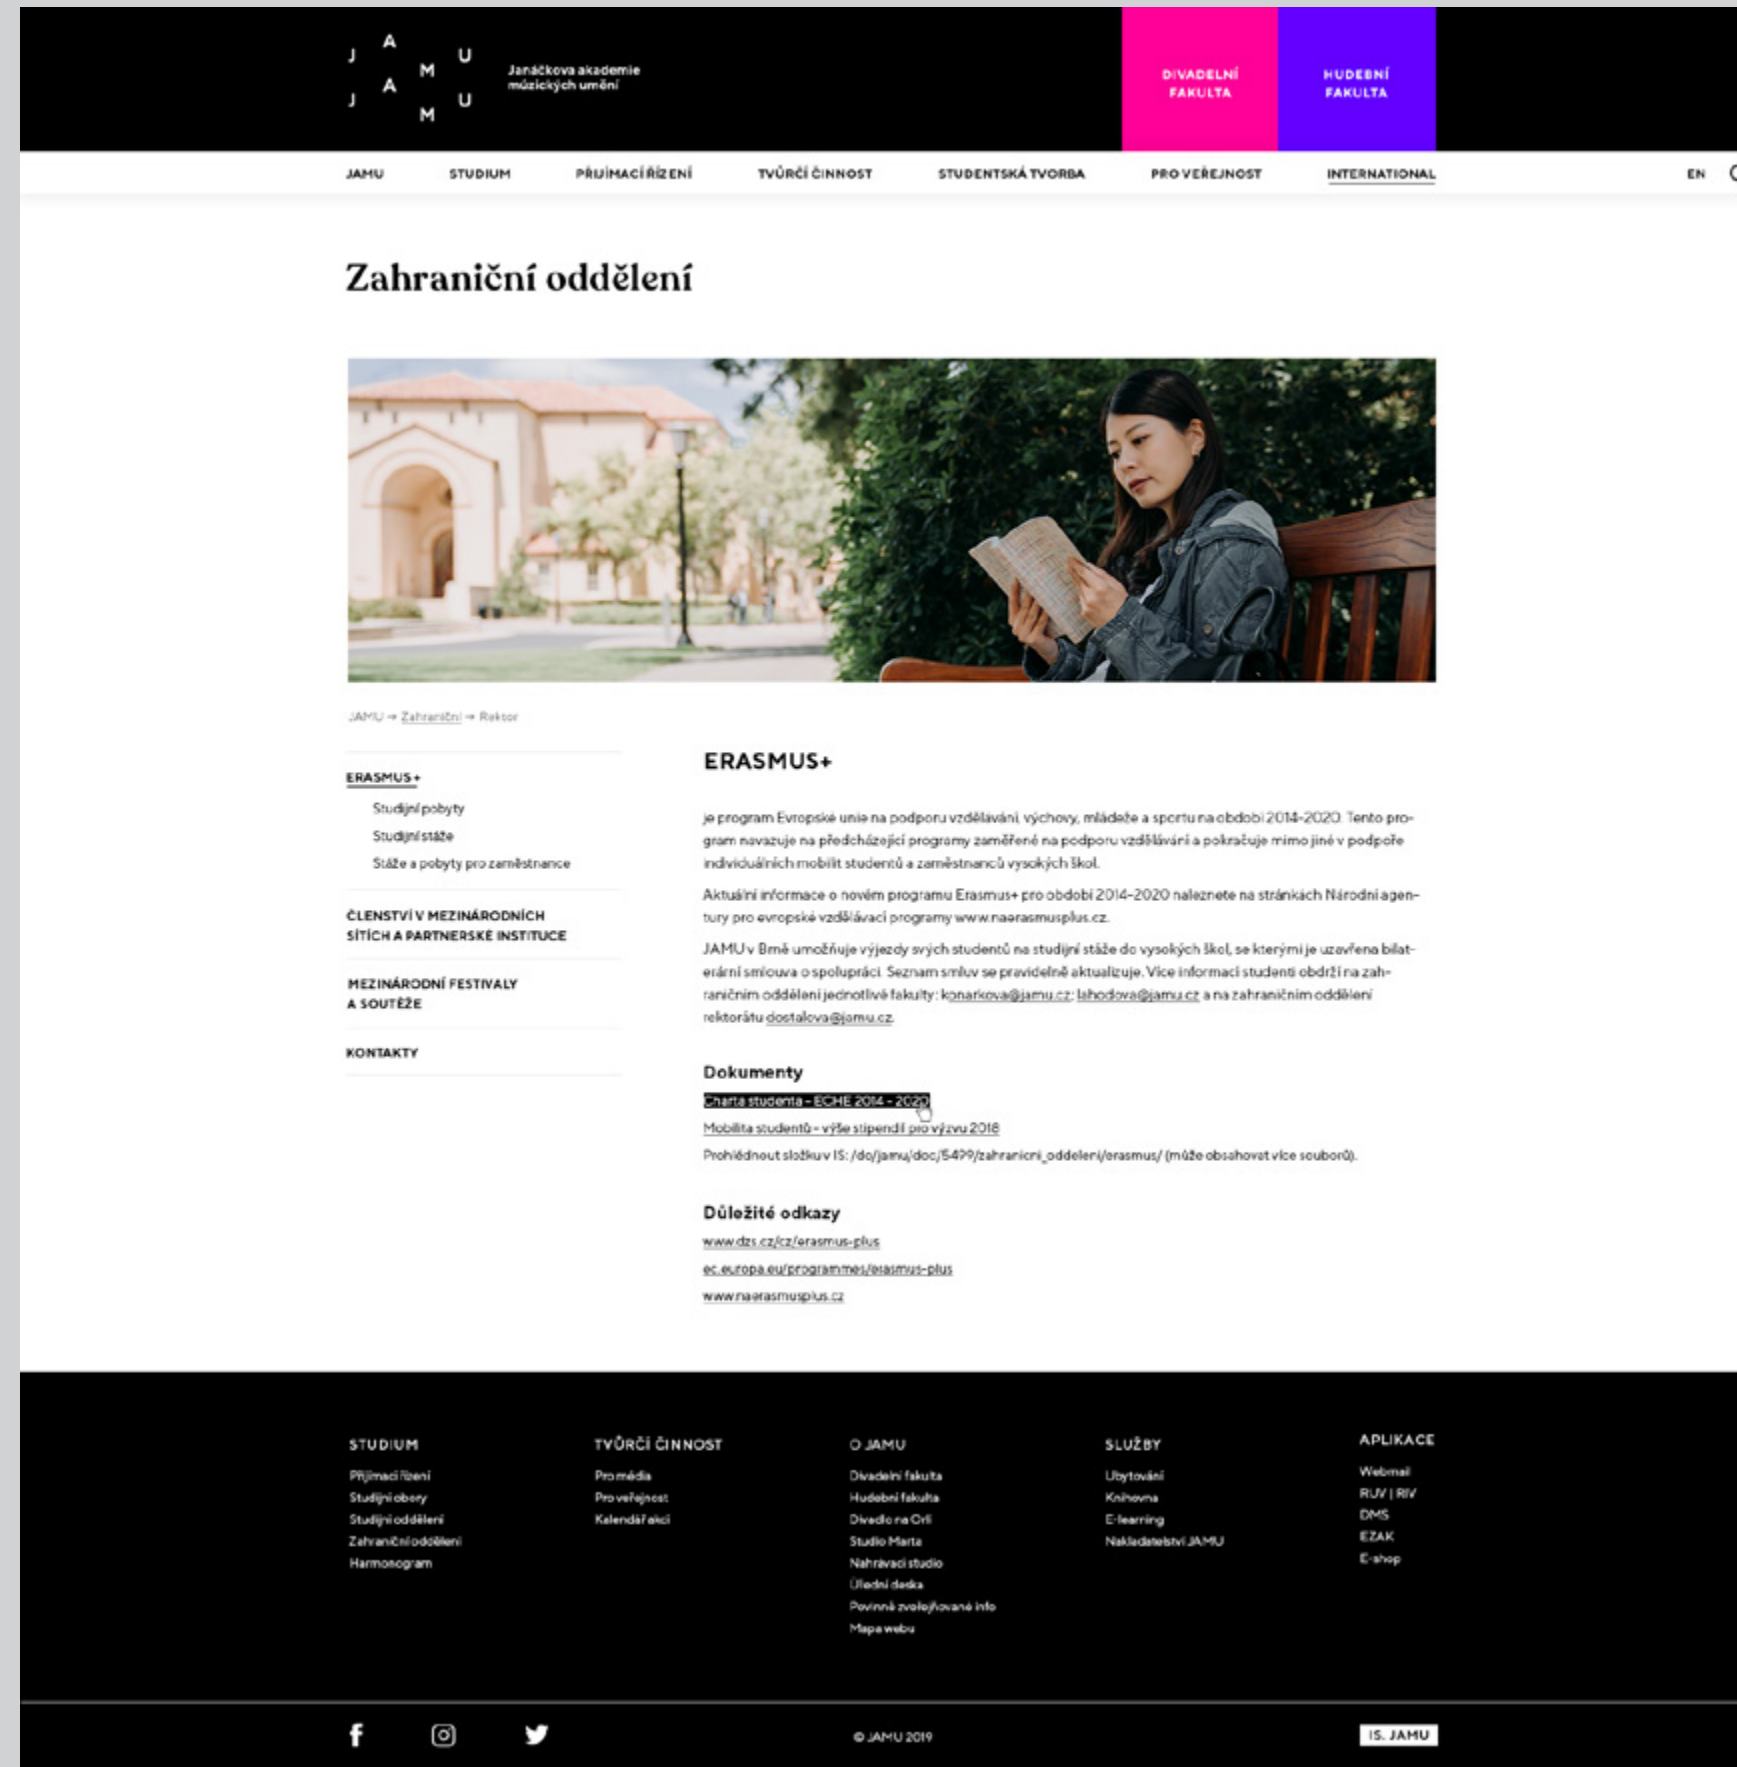 J A M U
J A M U
Janáčkova akademie
múzických umění
DIVADELNÍ
FAKULTA
HUDEBNÍ
FAKULTA
JAMU STUDIUM PŘIJÍMACÍ ŘÍZENÍ TVŮRČÍ ČINNOST STUDENTSKÁ TVORBA PRO VEŘEJNOST INTERNATIONAL EN
Zahraniční oddělení
JAMU → Zahraniční → Rektor
ERASMUS+
Studijní pobyty
Studijní stáže
Stáže a pobyty pro zaměstnance
ČLENSTVÍ V MEZINÁRODNÍCH
SÍTÍCH A PARTNERSKÉ INSTITUCE
MEZINÁRODNÍ FESTIVALY
A SOUTĚŽE
KONTAKTY
ERASMUS+
je program Evropské unie na podporu vzdělávání, výchovy, mládeže a sportu na období 2014-2020. Tento pro-
gram navazuje na předcházející programy zaměřené na podporu vzdělávání a pokračuje mimo jiné v podpoře
individuálních mobilit studentů a zaměstnanců vysokých škol.
Aktuální informace o novém programu Erasmus+ pro období 2014-2020 naleznete na stránkách Národní agen-
tury pro evropské vzdělávací programy www.naerasmusplus.cz.
JAMU v Brně umožňuje výjezdy svých studentů na studijní stáže do vysokých škol, se kterými je uzavřena bilat-
erární smlouva o spolupráci. Seznam smluv se pravidelně aktualizuje. Více informací studenti obdrží na zah-
raničním oddělení jednotlivé fakulty: konarkova@jamu.cz; lahodova@jamu.cz a na zahraničním oddělení
rektorátu dostalova@jamu.cz.
Dokumenty
Charta studenta - ECHE 2014 - 2020
Mobilita studentů - výše stipendií pro výzvu 2018
Prohlédnout složku v IS: /do/jamu/doc/5499/zahranicni_oddeleni/erasmus/ (může obsahovat více souborů).
Důležité odkazy
www.dzs.cz/cz/erasmus-plus
ec.europa.eu/programmes/erasmus-plus
www.naerasmusplus.cz
STUDIUM
Přijímací řízení
Studijní obory
Studijní oddělení
Zahraniční oddělení
Harmonogram
TVŮRČÍ ČINNOST
Pro média
Pro veřejnost
Kalendář akcí
O JAMU
Divadelní fakulta
Hudební fakulta
Divadlo na Orlí
Studio Marta
Nahrávací studio
Úřední deska
Povinně zveřejňované info
Mapa webu
SLUŽBY
Ubytování
Knihovna
E-learning
Nakladatelství JAMU
APLIKACE
Webmail
RUV | RIV
DMS
EZAK
E-shop
© JAMU 2019
IS. JAMU